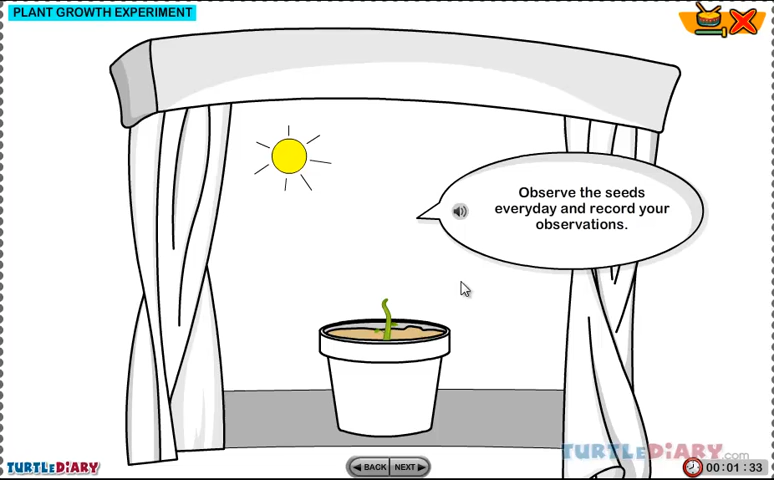 PLANT GROWTH EXPERIMENT
Observe the seeds
everyday and record your
observations.
TURTLEDiARY.com
TURTLEDiARY
BACK NEXT
00:01:33